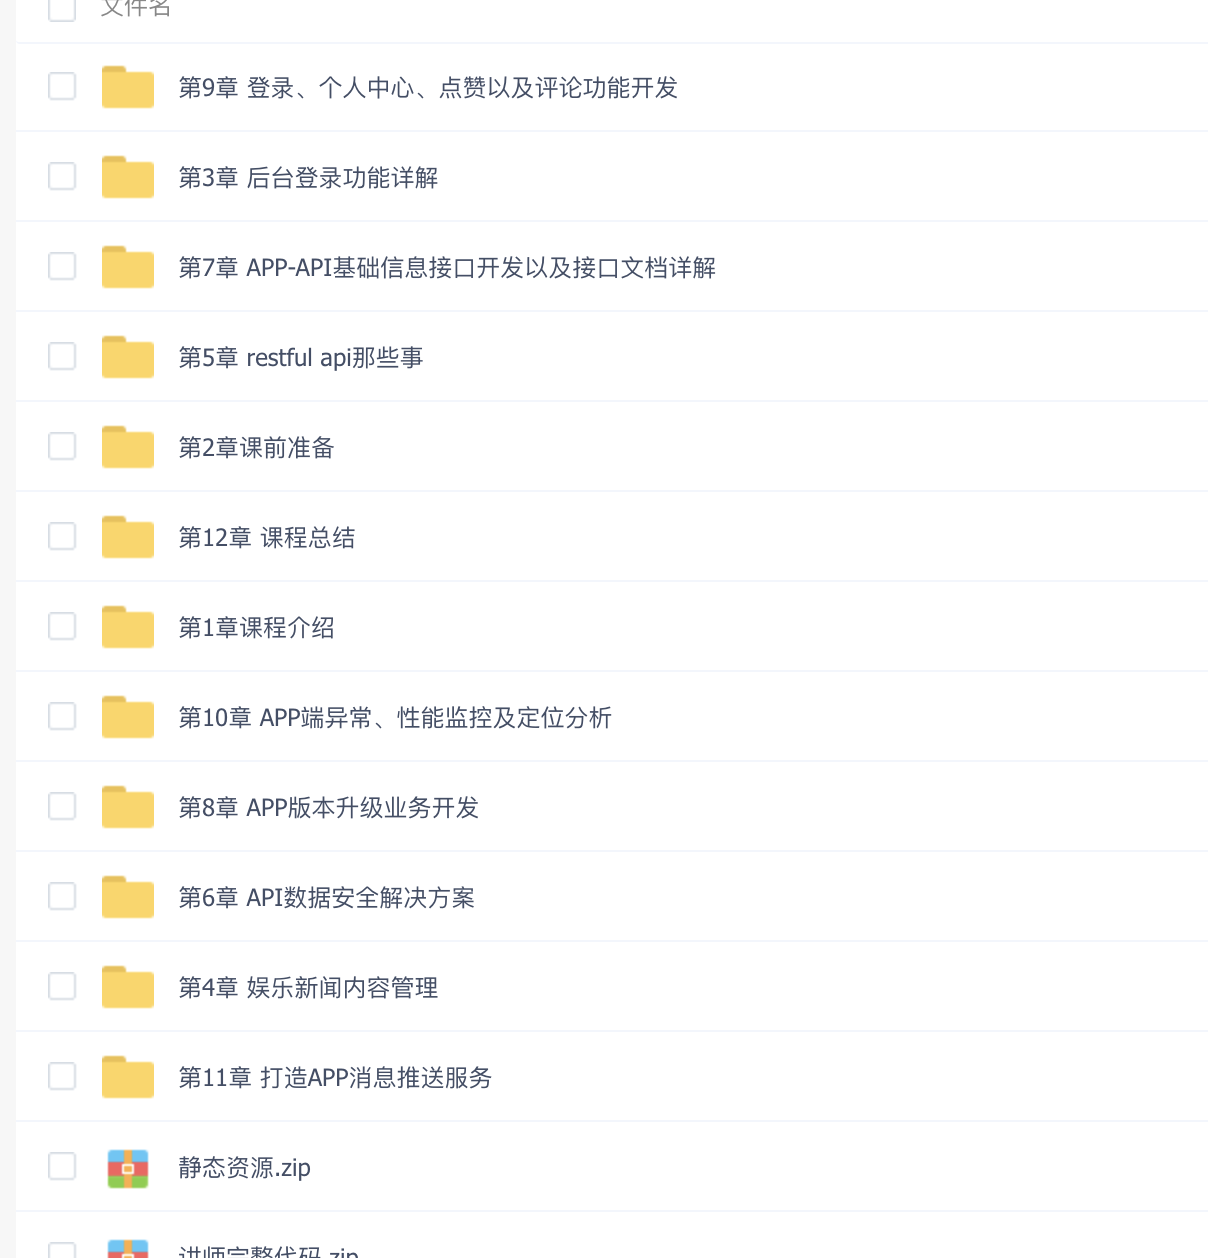 文件名
第9章 登录、个人中心、点赞以及评论功能开发
第3章 后台登录功能详解
第7章 APP-API基础信息接口开发以及接口文档详解
第5章 restful api那些事
第2章课前准备
第12章 课程总结
第1章课程介绍
第10章 APP端异常、性能监控及定位分析
第8章 APP版本升级业务开发
第6章 API数据安全解决方案
第4章 娱乐新闻内容管理
第11章 打造APP消息推送服务
静态资源.zip
讲师完整代码.zip